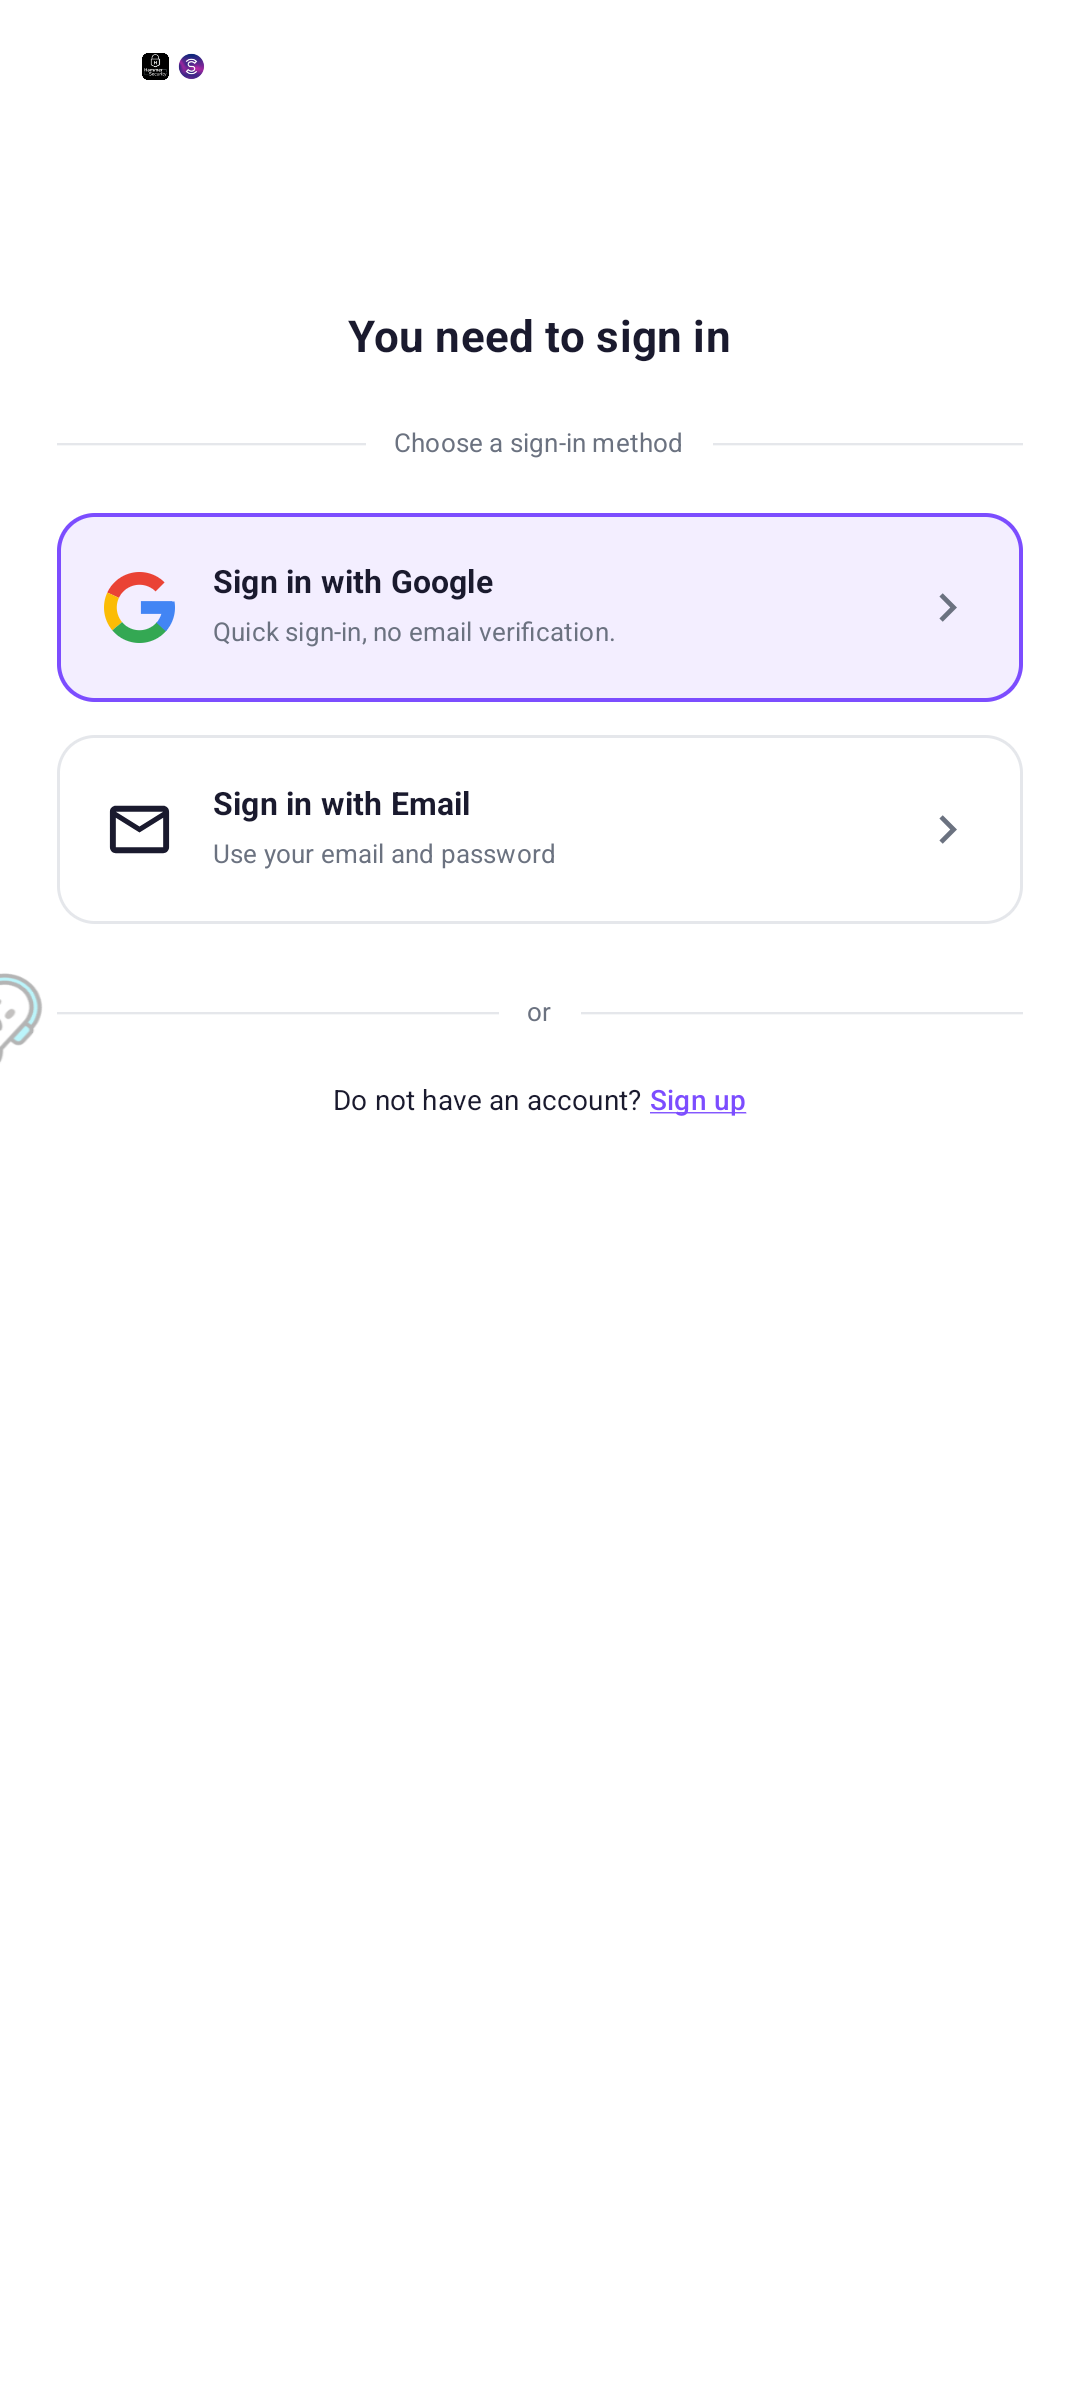 You need to sign in
Choose a sign-in method
Sign in with Google
Quick sign-in, no email verification.
Sign in with Email
Use your email and password
or
Do not have an account? Sign up